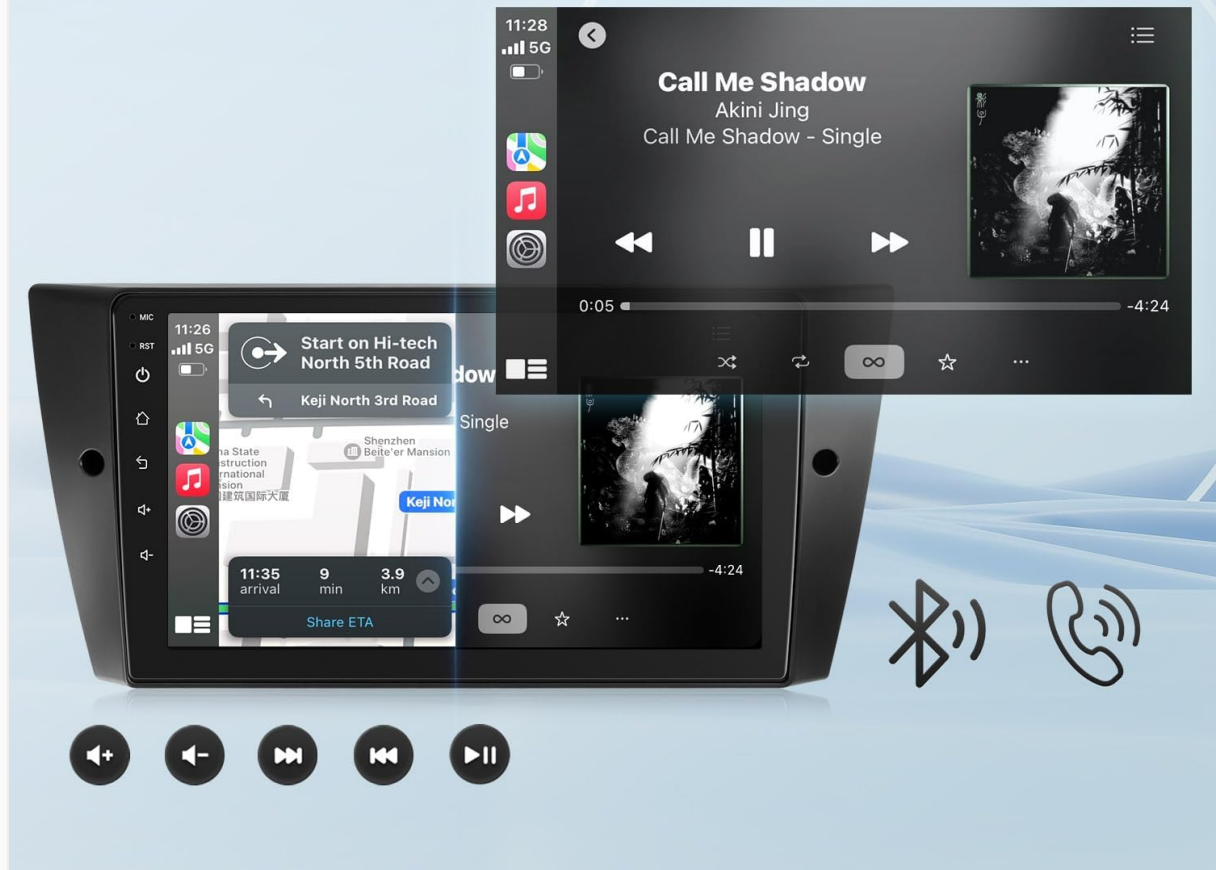 11:28
5G
Call Me Shadow
Akini Jing
Call Me Shadow - Single
0:05
-4:24
MIC
RST
11:26
5G
Start on Hi-tech
North 5th Road
Keji North 3rd Road
dow
Single
Shenzhen
Beite'er Mansion
na State
struction
rnational
nsion
建筑国际大厦
Keji Nor
11:35
9
3.9
arrival
min
km
Share ETA
-4:24